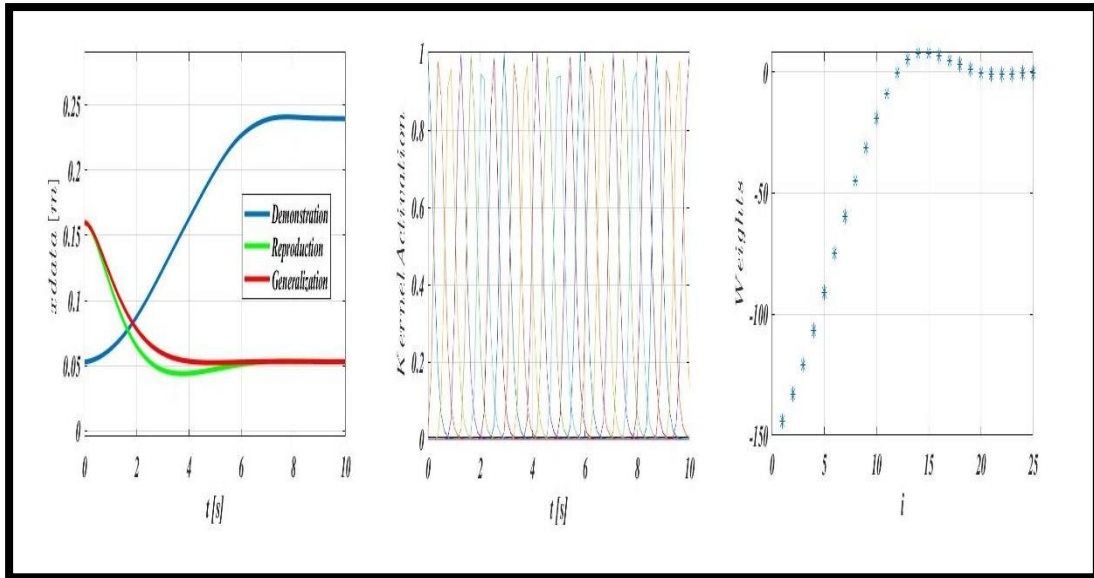 xdata [m]
0.25
0.2
0.15
0.1
0.05
0
0 2 4 6 8 10
t [s]
Demonstration
Reproduction
Generalization
Kernel Activation
1
0.8
0.6
0.4
0.2
0
0 2 4 6 8 10
t [s]
Weights
0
-50
-100
-150
0 5 10 15 20 25
i